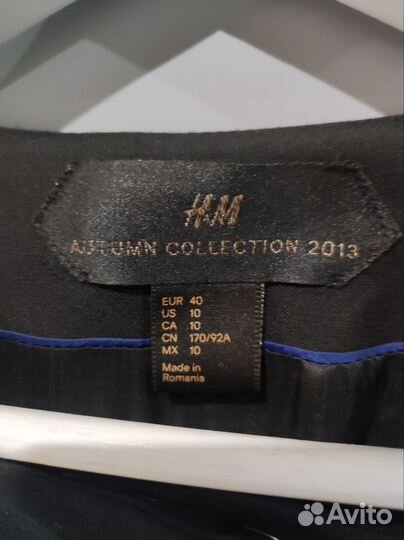 H&M
AUTUMN COLLECTION 2013
EUR 40
US 10
CA 10
CN 170/92A
MX 10
Made in
Romania
Avito